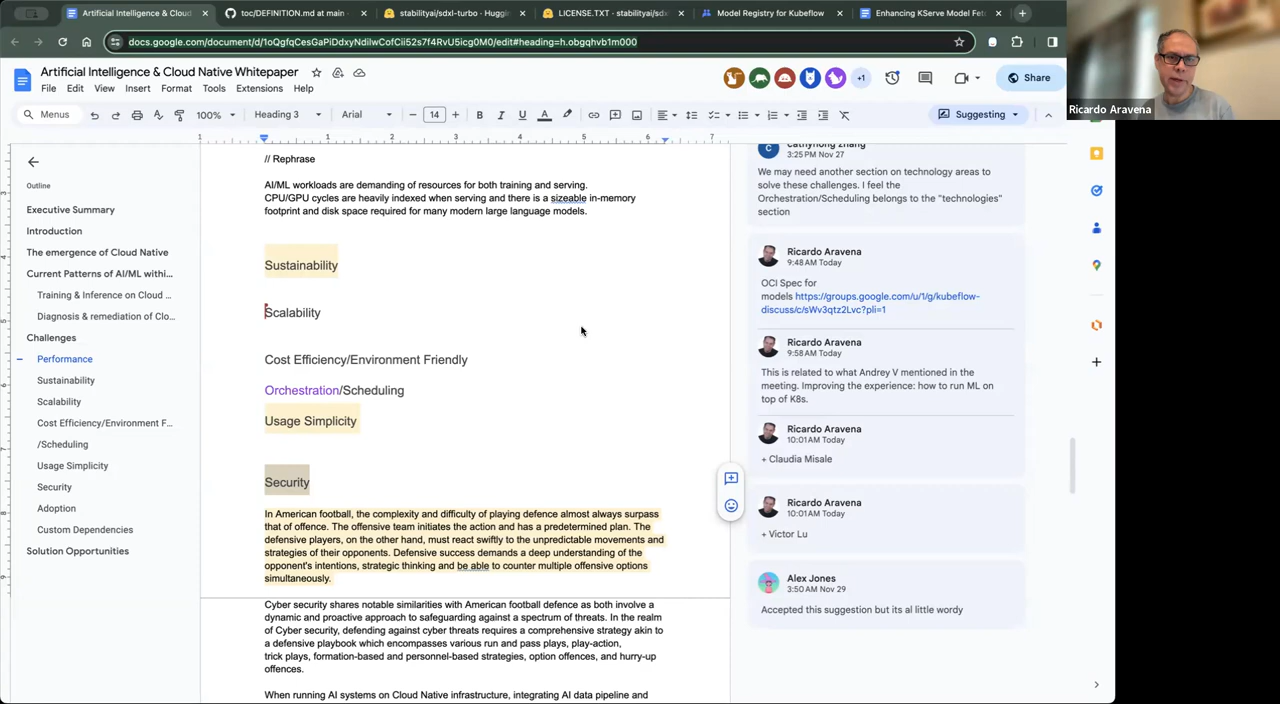 Artificial Intelligence & Cloud
toc/DEFINITION.md at main
stabilityai/sdxl-turbo · Huggi
LICENSE.TXT · stabilityai/sdx
Model Registry for Kubeflow
Enhancing KServe Model Fet
docs.google.com/document/d/1oQgfqCesGaPiDdxyNdilwCofCii52s7f4RvU5icg0M0/edit#heading=h.obgqhvb1m000
Ricardo Aravena
Artificial Intelligence & Cloud Native Whitepaper
File Edit View Insert Format Tools Extensions Help
+1
Share
Menus
100%
Heading 3
Arial
14
Suggesting
1 1 2 3 4 5 6 7
Outline
Executive Summary
Introduction
The emergence of Cloud Native
Current Patterns of AI/ML withi...
Training & Inference on Cloud ...
Diagnosis & remediation of Clo...
Challenges
Performance
Sustainability
Scalability
Cost Efficiency/Environment F...
/Scheduling
Usage Simplicity
Security
Adoption
Custom Dependencies
Solution Opportunities
// Rephrase
AI/ML workloads are demanding of resources for both training and serving.
CPU/GPU cycles are heavily indexed when serving and there is a sizeable in-memory
footprint and disk space required for many modern large language models.
Sustainability
Scalability
Cost Efficiency/Environment Friendly
Orchestration/Scheduling
Usage Simplicity
Security
In American football, the complexity and difficulty of playing defence almost always surpass
that of offence. The offensive team initiates the action and has a predetermined plan. The
defensive players, on the other hand, must react swiftly to the unpredictable movements and
strategies of their opponents. Defensive success demands a deep understanding of the
opponent's intentions, strategic thinking and be able to counter multiple offensive options
simultaneously.
Cyber security shares notable similarities with American football defence as both involve a
dynamic and proactive approach to safeguarding against a spectrum of threats. In the realm
of Cyber security, defending against cyber threats requires a comprehensive strategy akin to
a defensive playbook which encompasses various run and pass plays, play-action,
trick plays, formation-based and personnel-based strategies, option offences, and hurry-up
offences.
When running AI systems on Cloud Native infrastructure, integrating AI data pipeline and
C
cathyhong zhang
3:25 PM Nov 27
We may need another section on technology areas to
solve these challenges. I feel the
Orchestration/Scheduling belongs to the "technologies"
section
Ricardo Aravena
9:48 AM Today
OCI Spec for
models https://groups.google.com/u/1/g/kubeflow-
discuss/c/sWv3qtz2Lvc?pli=1
Ricardo Aravena
9:58 AM Today
This is related to what Andrey V mentioned in the
meeting. Improving the experience: how to run ML on
top of K8s.
Ricardo Aravena
10:01 AM Today
+ Claudia Misale
Ricardo Aravena
10:01 AM Today
+ Victor Lu
Alex Jones
3:50 AM Nov 29
Accepted this suggestion but its al little wordy